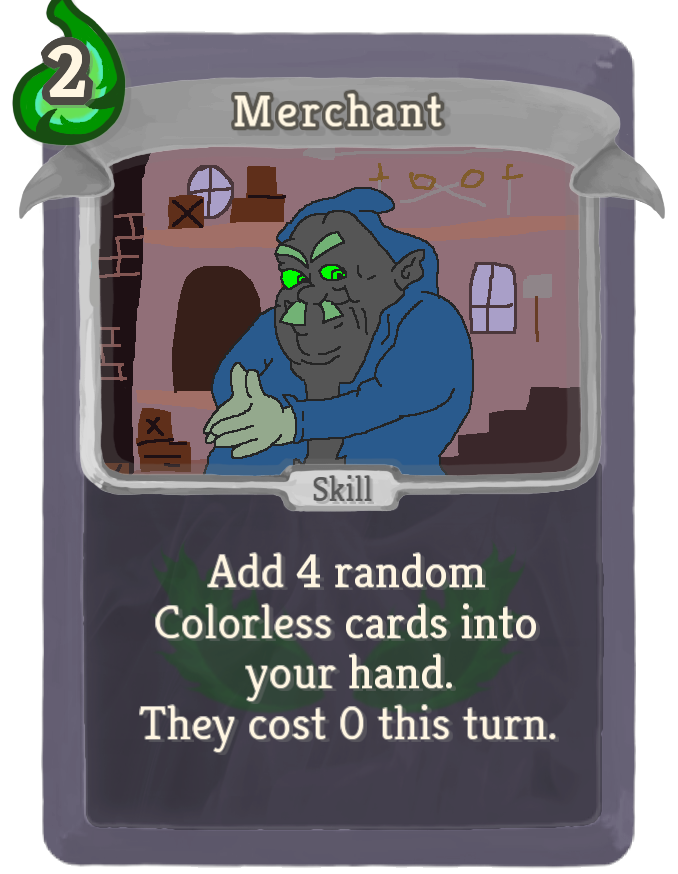 2
Merchant
Skill
Add 4 random
Colorless cards into
your hand.
They cost 0 this turn.